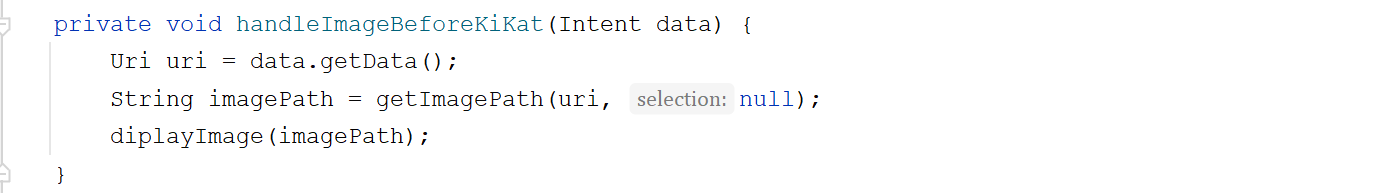 private void handleImageBeforeKiKat(Intent data) {
    Uri uri = data.getData();
    String imagePath = getImagePath(uri, selection: null);
    diplayImage(imagePath);
}